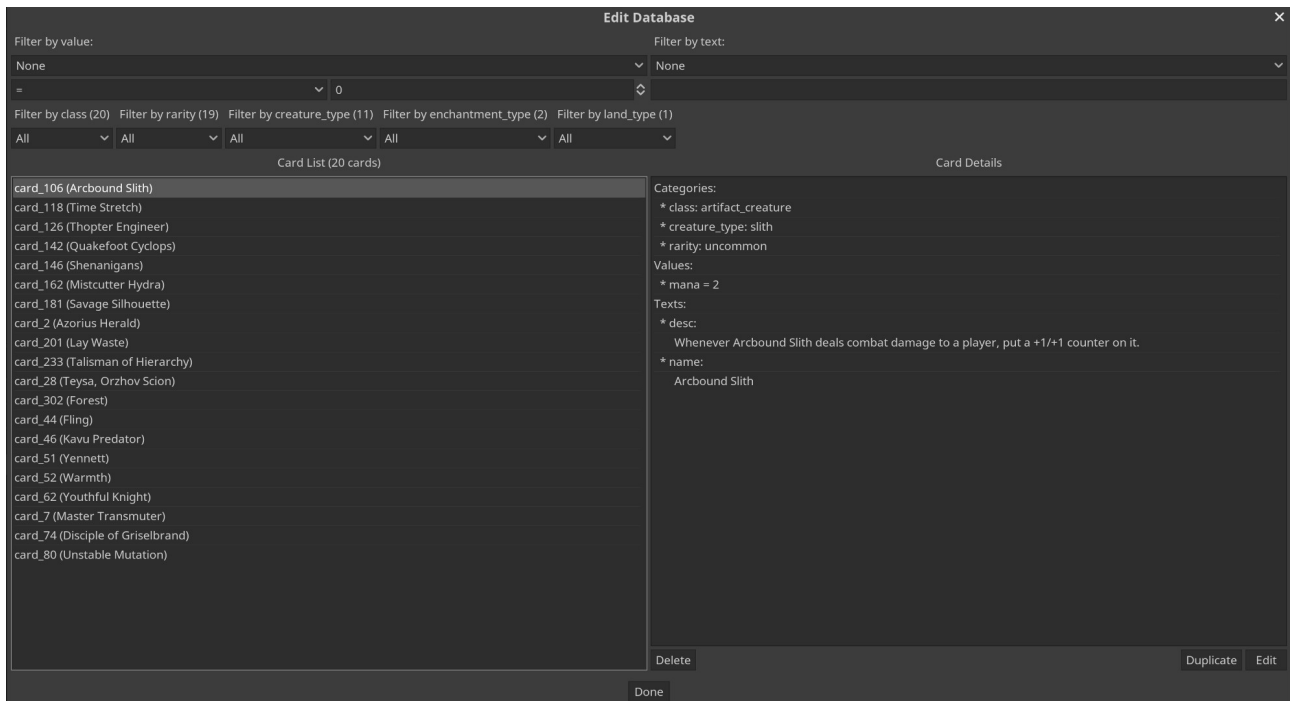 Edit Database
Filter by value:
Filter by text:
None
None
=
0
Filter by class (20) Filter by rarity (19) Filter by creature_type (11) Filter by enchantment_type (2) Filter by land_type (1)
All All All All All
Card List (20 cards)
card_106 (Arcbound Slith)
card_118 (Time Stretch)
card_126 (Thopter Engineer)
card_142 (Quakefoot Cyclops)
card_146 (Shenanigans)
card_162 (Mistcutter Hydra)
card_181 (Savage Silhouette)
card_2 (Azorius Herald)
card_201 (Lay Waste)
card_233 (Talisman of Hierarchy)
card_28 (Teysa, Orzhov Scion)
card_302 (Forest)
card_44 (Fling)
card_46 (Kavu Predator)
card_51 (Yennett)
card_52 (Warmth)
card_62 (Youthful Knight)
card_7 (Master Transmuter)
card_74 (Disciple of Griselbrand)
card_80 (Unstable Mutation)
Card Details
Categories:
* class: artifact_creature
* creature_type: slith
* rarity: uncommon
Values:
* mana = 2
Texts:
* desc:
Whenever Arcbound Slith deals combat damage to a player, put a +1/+1 counter on it.
* name:
Arcbound Slith
Delete
Duplicate
Edit
Done